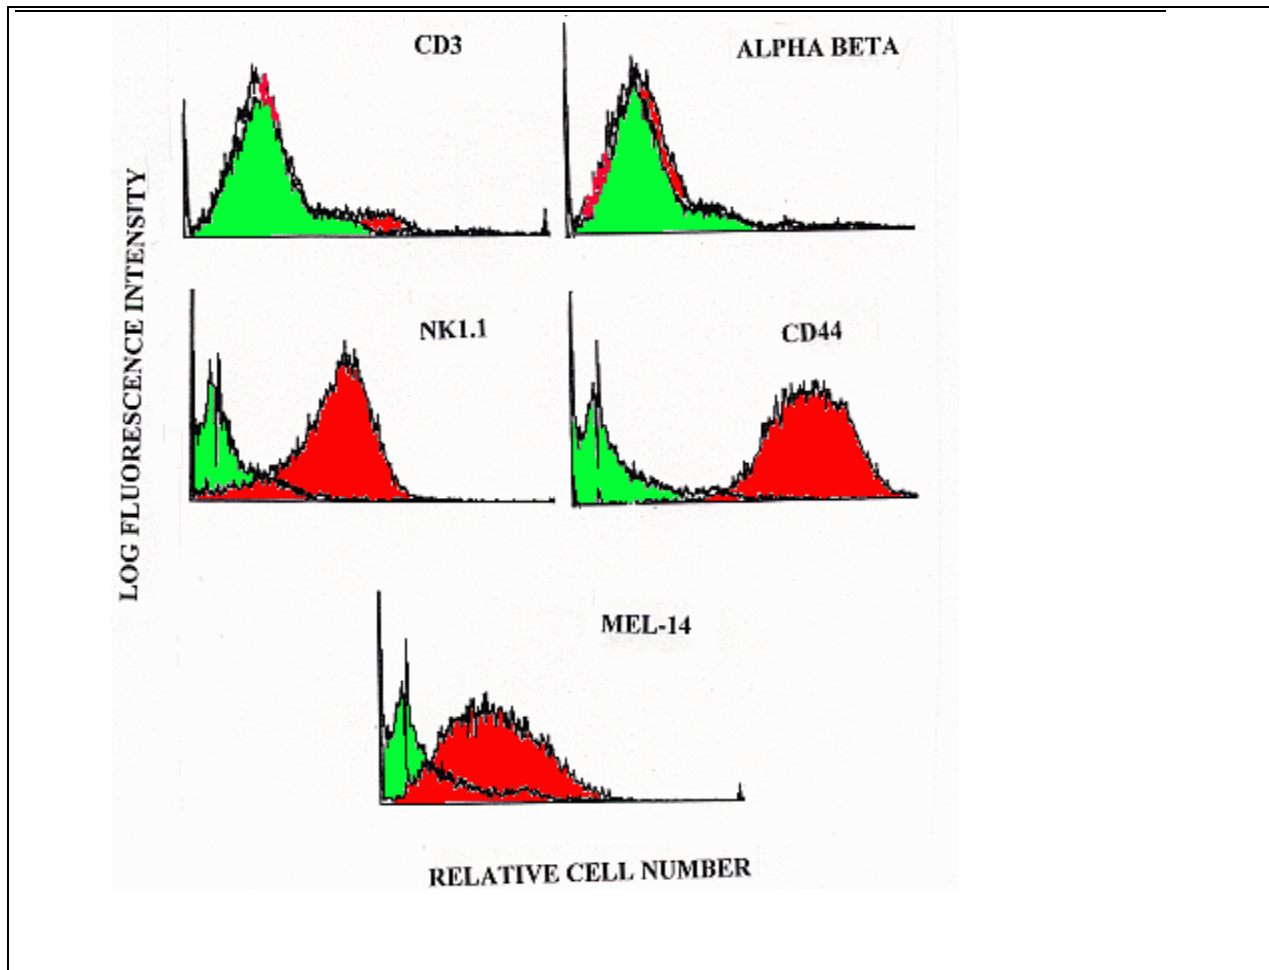 CD3
ALPHA BETA
LOG FLUORESCENCE INTENSITY
NK1.1
CD44
MEL-14
RELATIVE CELL NUMBER